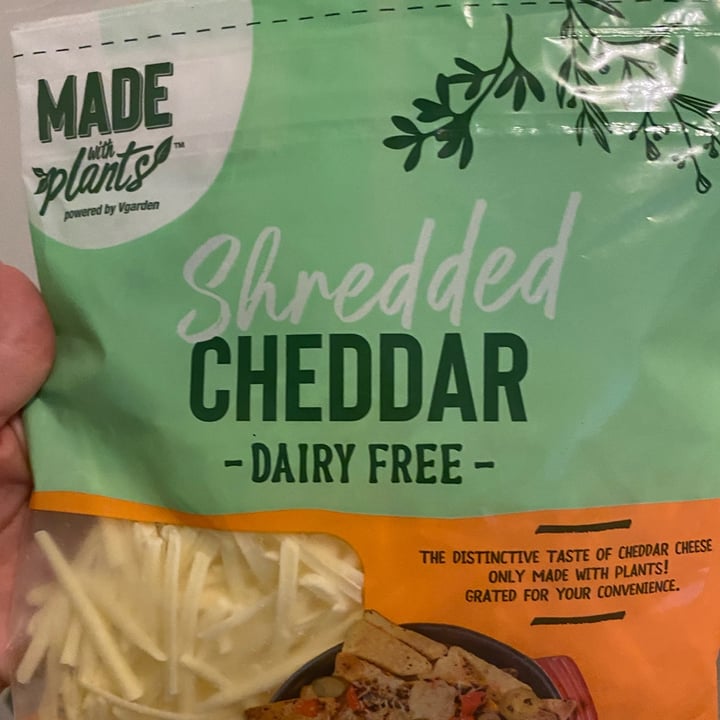 MADE
with
plants™
powered by Vgarden
Shredded
CHEDDAR
- DAIRY FREE -
THE DISTINCTIVE TASTE OF CHEDDAR CHEESE
ONLY MADE WITH PLANTS!
GRATED FOR YOUR CONVENIENCE.